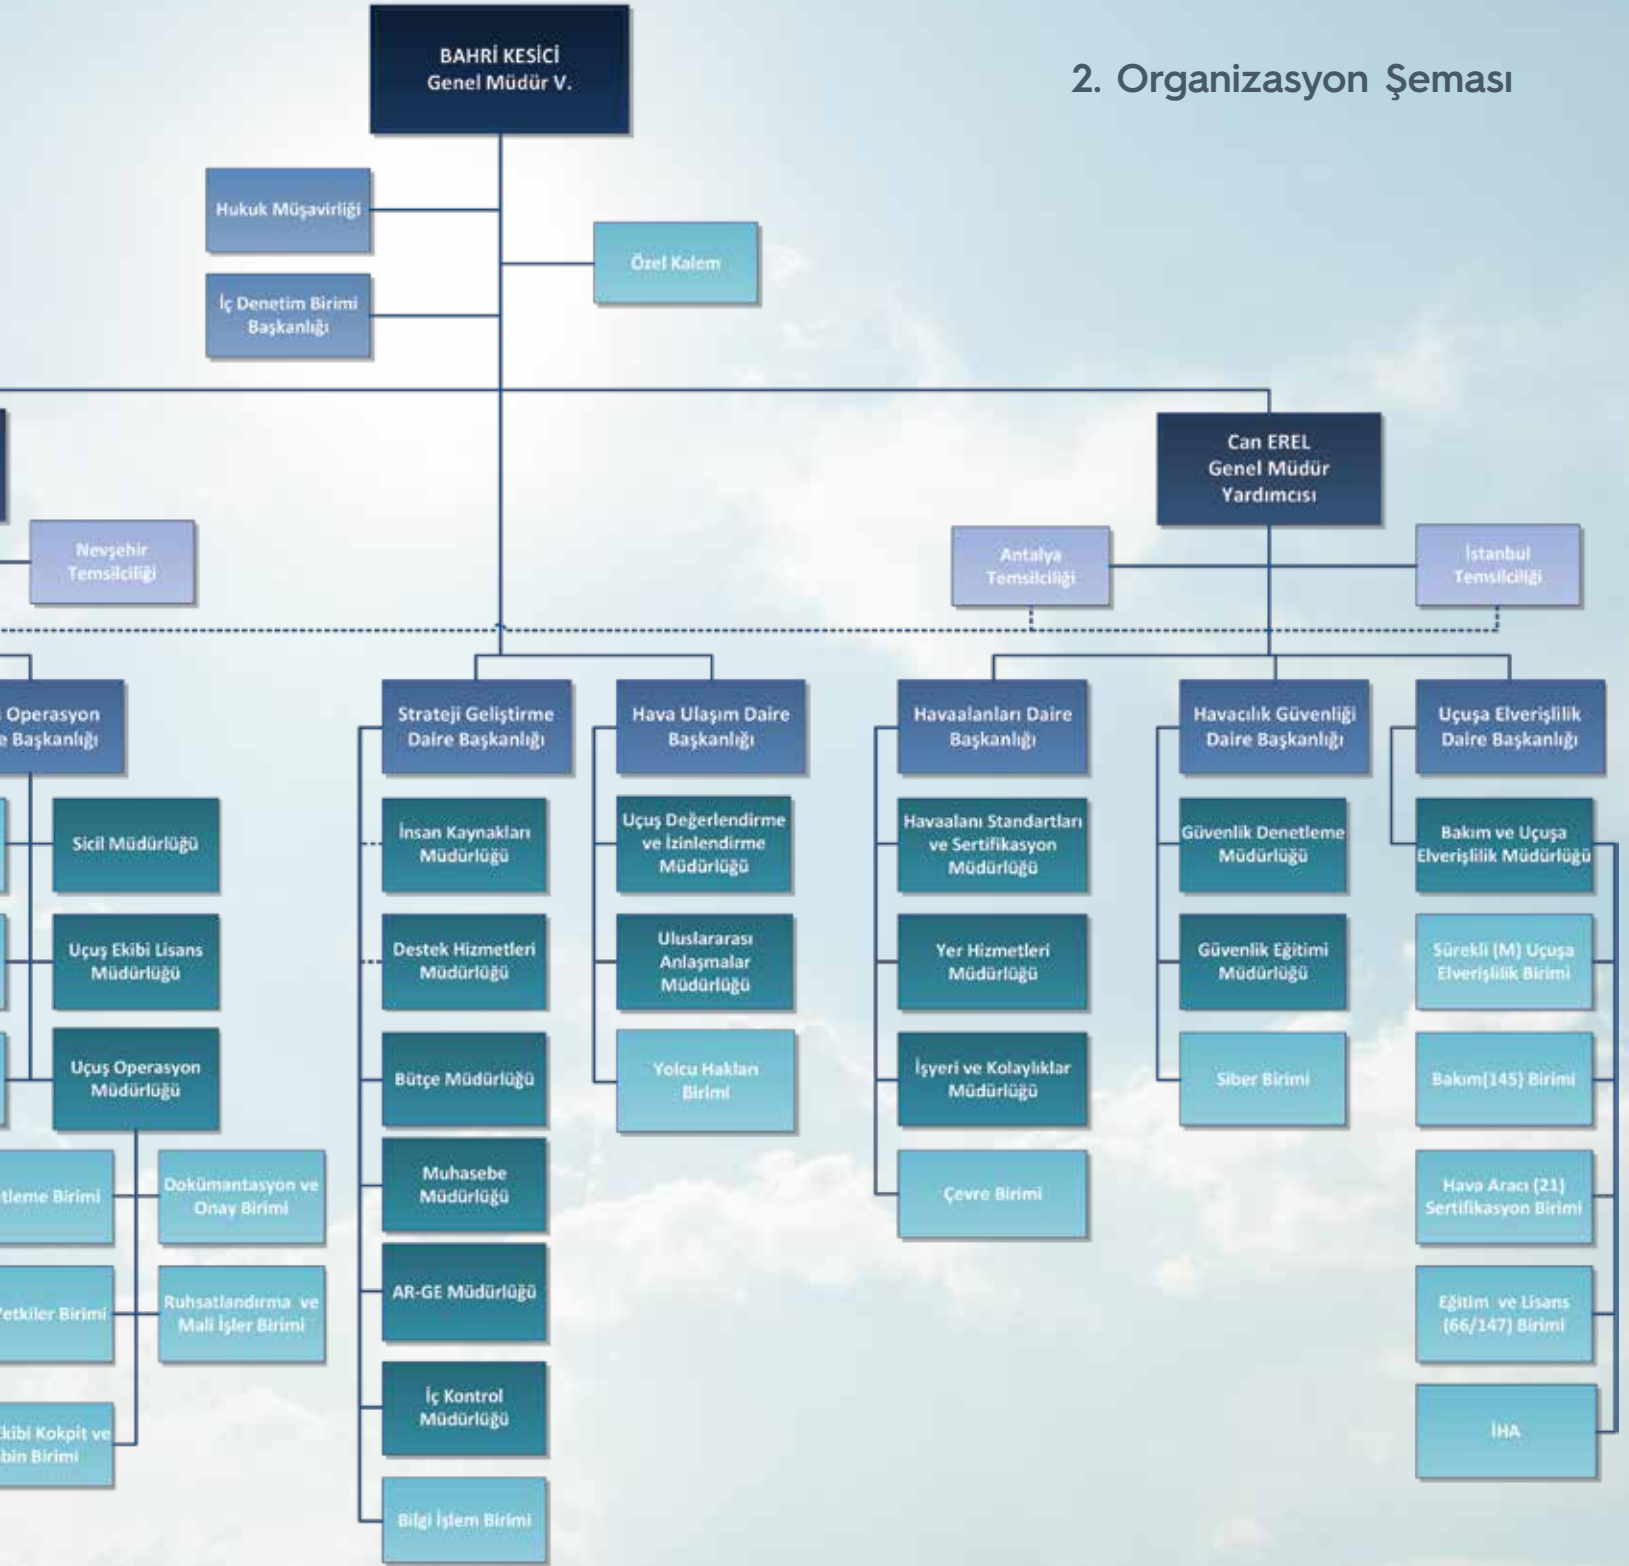 2. Organizasyon Şeması
BAHRİ KESİCİ
Genel Müdür V.
Hukuk Müşavirliği
Özel Kalem
İç Denetim Birimi
Başkanlığı
Can EREL
Genel Müdür
Yardımcısı
Nevşehir
Temsilciliği
Antalya
Temsilciliği
İstanbul
Temsilciliği
Operasyon
Başkanlığı
Sicil Müdürlüğü
Uçuş Ekibi Lisans
Müdürlüğü
Uçuş Operasyon
Müdürlüğü
Birimi
Dokümantasyon ve
Onay Birimi
Birimi
Ruhsatlandırma ve
Mali İşler Birimi
Kokpit ve
Birimi
Strateji Geliştirme
Daire Başkanlığı
İnsan Kaynakları
Müdürlüğü
Destek Hizmetleri
Müdürlüğü
Bütçe Müdürlüğü
Muhasebe
Müdürlüğü
AR-GE Müdürlüğü
İç Kontrol
Müdürlüğü
Bilgi İşlem Birimi
Hava Ulaşım Daire
Başkanlığı
Uçuş Değerlendirme
ve İzinlendirme
Müdürlüğü
Uluslararası
Anlaşmalar
Müdürlüğü
Yolcu Hakları
Birimi
Havaalanları Daire
Başkanlığı
Havaalanı Standartları
ve Sertifikasyon
Müdürlüğü
Yer Hizmetleri
Müdürlüğü
İşyeri ve Kolaylıklar
Müdürlüğü
Çevre Birimi
Havacılık Güvenliği
Daire Başkanlığı
Güvenlik Denetleme
Müdürlüğü
Güvenlik Eğitimi
Müdürlüğü
Siber Birimi
Uçuşa Elverişlilik
Daire Başkanlığı
Bakım ve Uçuşa
Elverişlilik Müdürlüğü
Sürekli (M) Uçuşa
Elverişlilik Birimi
Bakım(145) Birimi
Hava Aracı (21)
Sertifikasyon Birimi
Eğitim ve Lisans
(66/147) Birimi
İHA